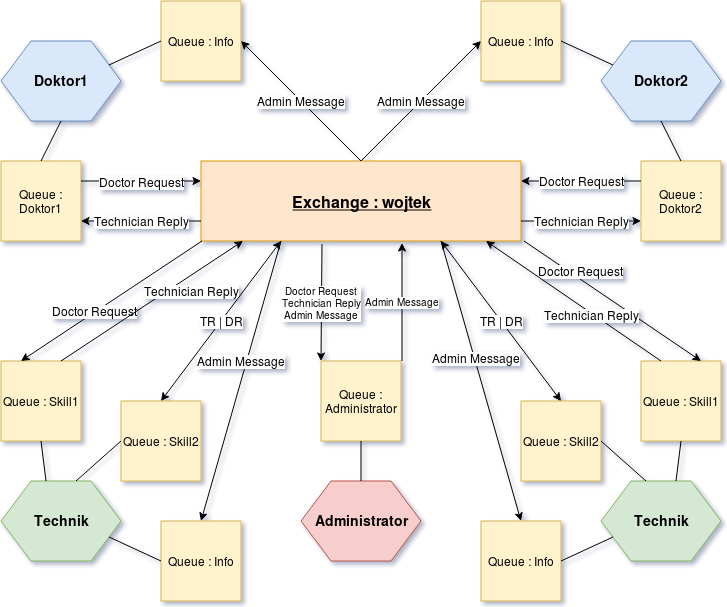 Queue : Info
Queue : Info
Doktor1
Doktor2
Admin Message
Admin Message
Queue :
Doktor1
Doctor Request
Technician Reply
Exchange : wojtek
Doctor Request
Technician Reply
Queue :
Doktor2
Doctor Request
Technician Reply
TR | DR
Admin Message
Doctor Request
Technician Reply
Admin Message
Admin Message
TR | DR
Admin Message
Doctor Request
Technician Reply
Queue : Skill1
Queue : Skill2
Queue :
Administrator
Queue : Skill2
Queue : Skill1
Technik
Administrator
Technik
Queue : Info
Queue : Info